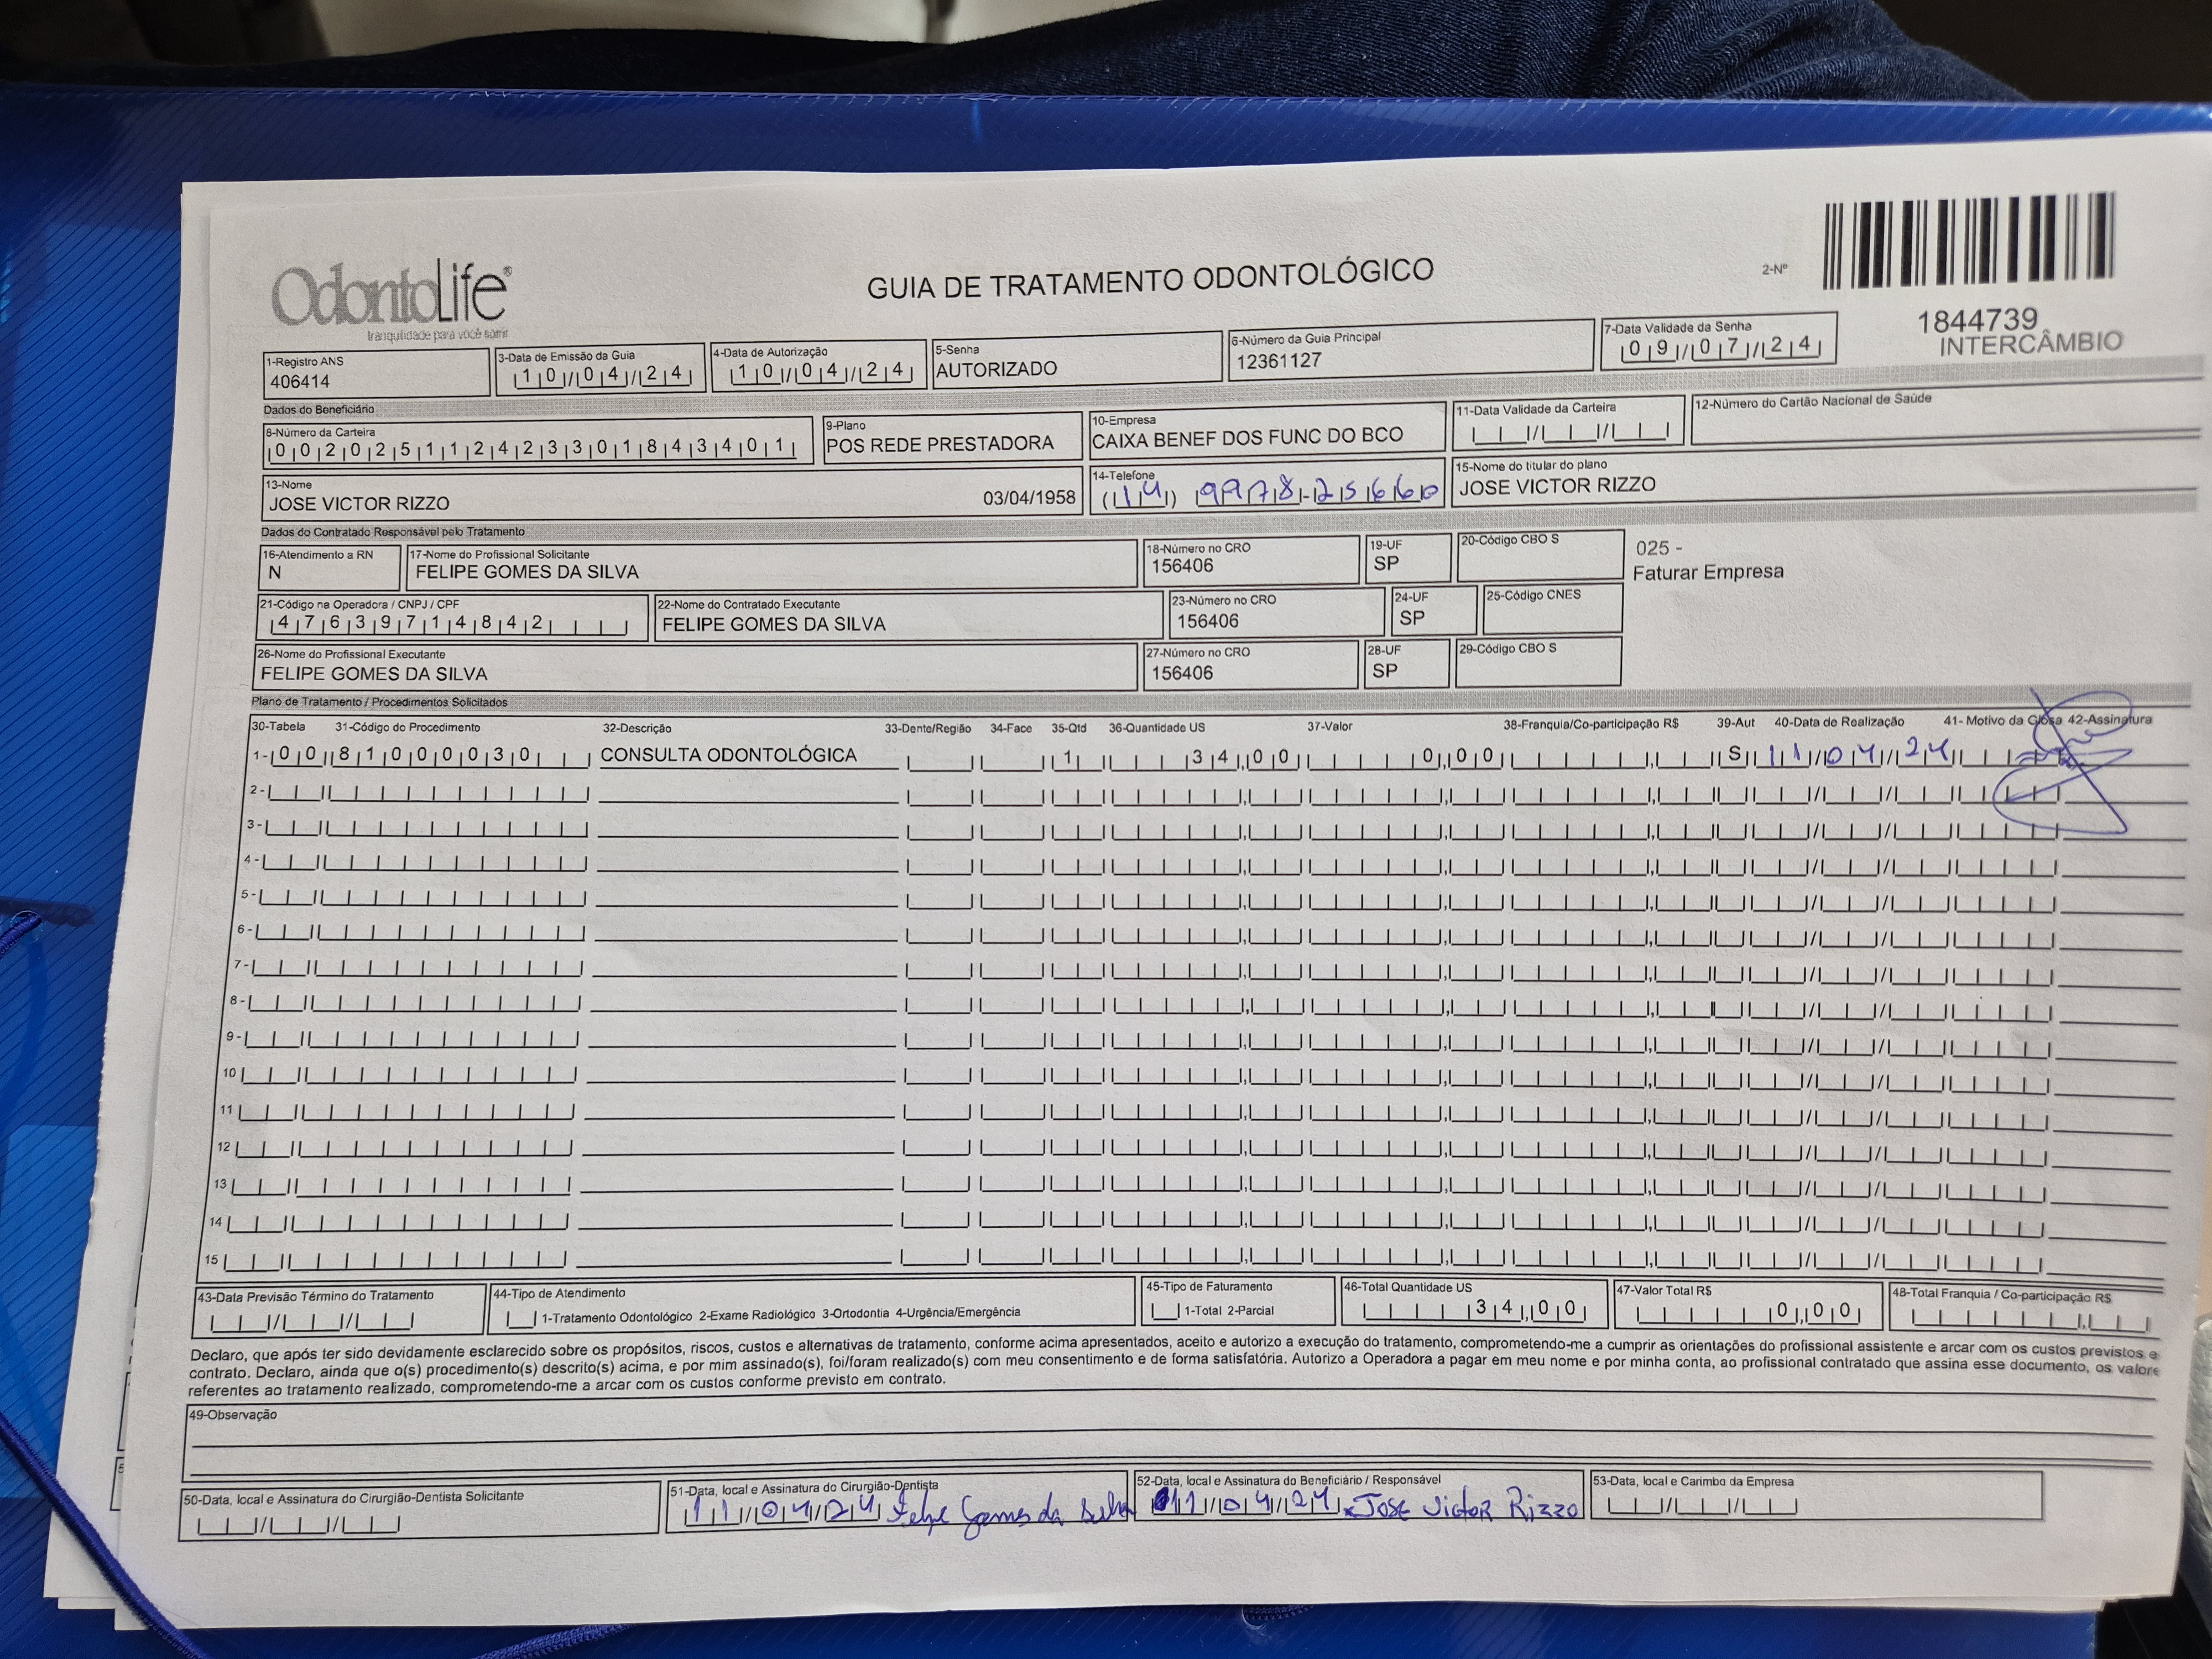 OdontoLife®
tranquilidade para você sorrir
GUIA DE TRATAMENTO ODONTOLÓGICO
2-Nº
1844739
INTERCÂMBIO
1-Registro ANS
406414
3-Data de Emissão da Guia
10/04/24
4-Data de Autorização
10/04/24
5-Senha
AUTORIZADO
6-Número da Guia Principal
12361127
7-Data Validade da Senha
09/07/24
Dados do Beneficiário
8-Número da Carteira
002025112423301843401
9-Plano
POS REDE PRESTADORA
10-Empresa
CAIXA BENEF DOS FUNC DO BCO
11-Data Validade da Carteira
12-Número do Cartão Nacional de Saúde
13-Nome
JOSE VICTOR RIZZO 03/04/1958
14-Telefone
(14) 9978-25660
15-Nome do titular do plano
JOSE VICTOR RIZZO
Dados do Contratado Responsável pelo Tratamento
16-Atendimento a RN
N
17-Nome do Profissional Solicitante
FELIPE GOMES DA SILVA
18-Número no CRO
156406
19-UF
SP
20-Código CBO S
025 -
Faturar Empresa
21-Código na Operadora / CNPJ / CPF
47639714842
22-Nome do Contratado Executante
FELIPE GOMES DA SILVA
23-Número no CRO
156406
24-UF
SP
25-Código CNES
26-Nome do Profissional Executante
FELIPE GOMES DA SILVA
27-Número no CRO
156406
28-UF
SP
29-Código CBO S
Plano de Tratamento / Procedimentos Solicitados
30-Tabela 31-Código do Procedimento 32-Descrição 33-Dente/Região 34-Face 35-Qtd 36-Quantidade US 37-Valor 38-Franquia/Co-participação R$ 39-Aut 40-Data de Realização 41- Motivo da Glosa 42-Assinatura
1- 00 81000030 CONSULTA ODONTOLÓGICA 1 34,00 0,00 S 11/04/24
2-
3-
4-
5-
6-
7-
8-
9-
10
11
12
13
14
15
43-Data Previsão Término do Tratamento
44-Tipo de Atendimento
1-Tratamento Odontológico 2-Exame Radiológico 3-Ortodontia 4-Urgência/Emergência
45-Tipo de Faturamento
1-Total 2-Parcial
46-Total Quantidade US
34,00
47-Valor Total R$
0,00
48-Total Franquia / Co-participação R$
Declaro, que após ter sido devidamente esclarecido sobre os propósitos, riscos, custos e alternativas de tratamento, conforme acima apresentados, aceito e autorizo a execução do tratamento, comprometendo-me a cumprir as orientações do profissional assistente e arcar com os custos previstos e
contrato. Declaro, ainda que o(s) procedimento(s) descrito(s) acima, e por mim assinado(s), foi/foram realizado(s) com meu consentimento e de forma satisfatória. Autorizo a Operadora a pagar em meu nome e por minha conta, ao profissional contratado que assina esse documento, os valore
referentes ao tratamento realizado, comprometendo-me a arcar com os custos conforme previsto em contrato.
49-Observação
50-Data, local e Assinatura do Cirurgião-Dentista Solicitante
51-Data, local e Assinatura do Cirurgião-Dentista
11/04/24 Felipe Gomes da Silva
52-Data, local e Assinatura do Beneficiário / Responsável
11/04/24 x Jose Victor Rizzo
53-Data, local e Carimbo da Empresa